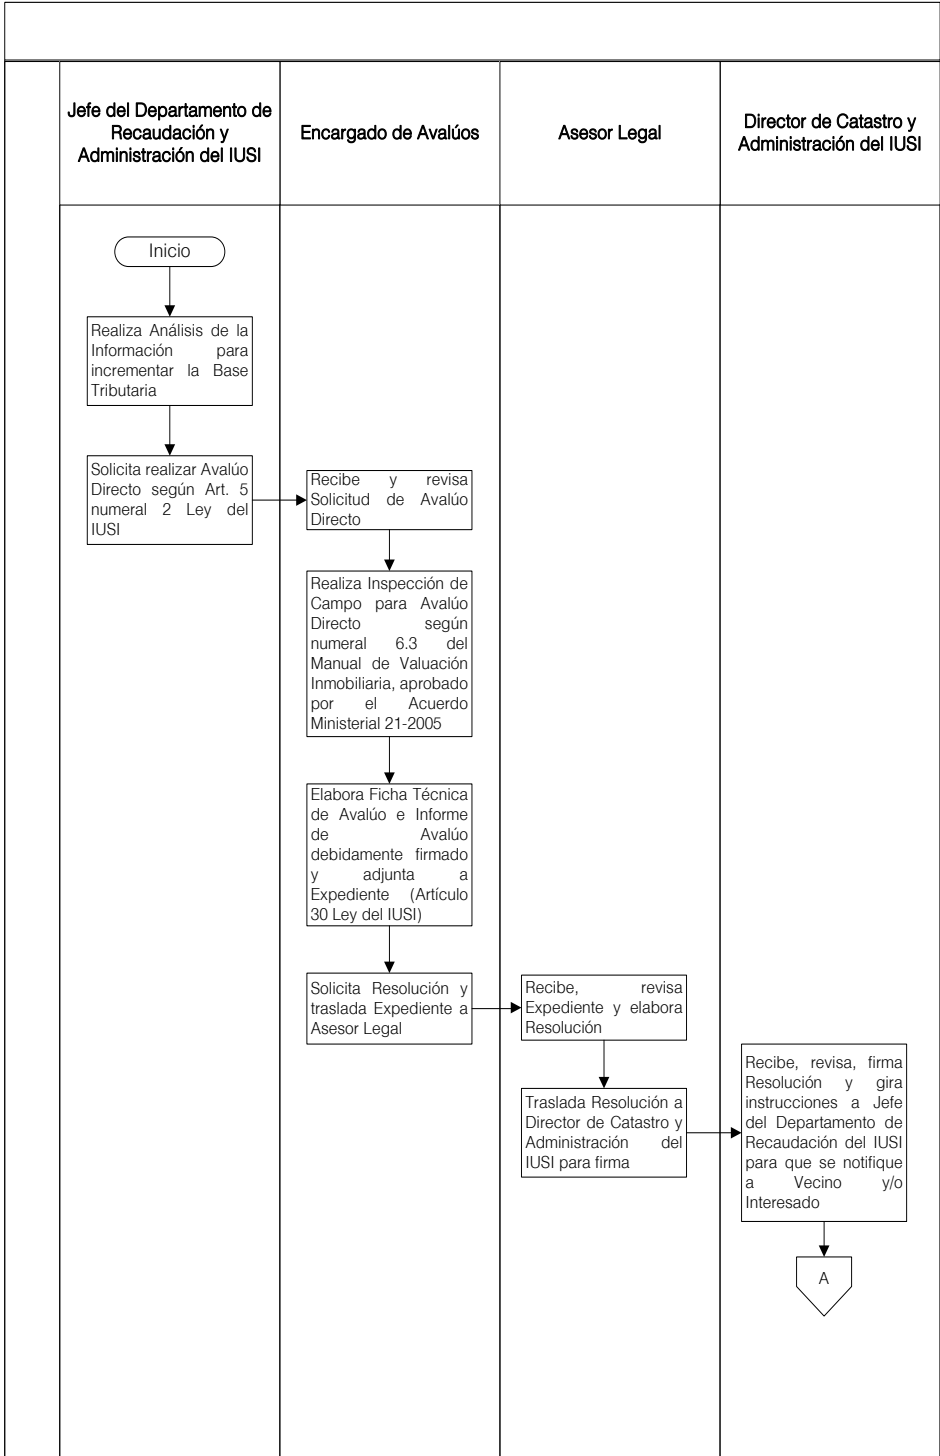 Jefe del Departamento de
Recaudación y
Administración del IUSI
Encargado de Avalúos
Asesor Legal
Director de Catastro y
Administración del IUSI
Inicio
Realiza Análisis de la
Información para
incrementar la Base
Tributaria
Solicita realizar Avalúo
Directo según Art. 5
numeral 2 Ley del
IUSI
Recibe y revisa
Solicitud de Avalúo
Directo
Realiza Inspección de
Campo para Avalúo
Directo según
numeral 6.3 del
Manual de Valuación
Inmobiliaria, aprobado
por el Acuerdo
Ministerial 21-2005
Elabora Ficha Técnica
de Avalúo e Informe
de Avalúo
debidamente firmado
y adjunta a
Expediente (Artículo
30 Ley del IUSI)
Solicita Resolución y
traslada Expediente a
Asesor Legal
Recibe, revisa
Expediente y elabora
Resolución
Traslada Resolución a
Director de Catastro y
Administración del
IUSI para firma
Recibe, revisa, firma
Resolución y gira
instrucciones a Jefe
del Departamento de
Recaudación del IUSI
para que se notifique
a Vecino y/o
Interesado
A